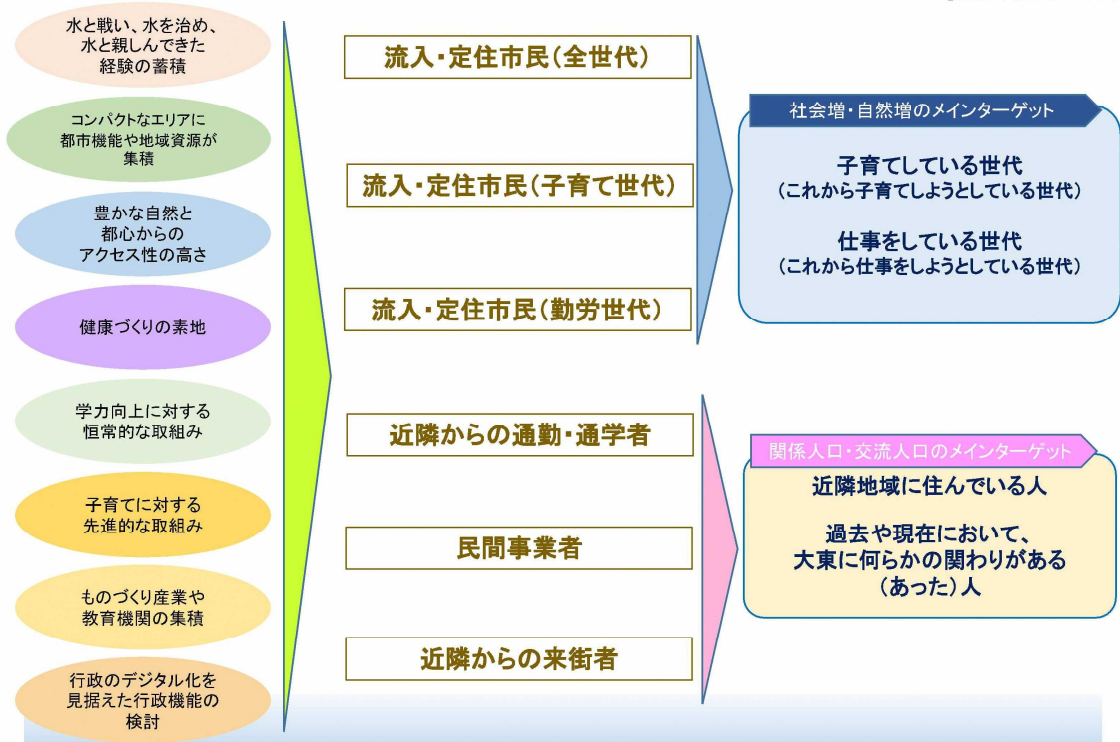 水と戦い、水を治め、
水と親しんできた
経験の蓄積
コンパクトなエリアに
都市機能や地域資源が
集積
豊かな自然と
都心からの
アクセス性の高さ
健康づくりの素地
学力向上に対する
恒常的な取組み
子育てに対する
先進的な取組み
ものづくり産業や
教育機関の集積
行政のデジタル化を
見据えた行政機能の
検討
流入・定住市民(全世代)
流入・定住市民(子育て世代)
流入・定住市民(勤労世代)
近隣からの通勤・通学者
民間事業者
近隣からの来街者
社会増・自然増のメインターゲット
子育てしている世代
(これから子育てしようとしている世代)
仕事をしている世代
(これから仕事をしようとしている世代)
関係人口・交流人口のメインターゲット
近隣地域に住んでいる人
過去や現在において、
大東に何らかの関わりがある
(あった)人